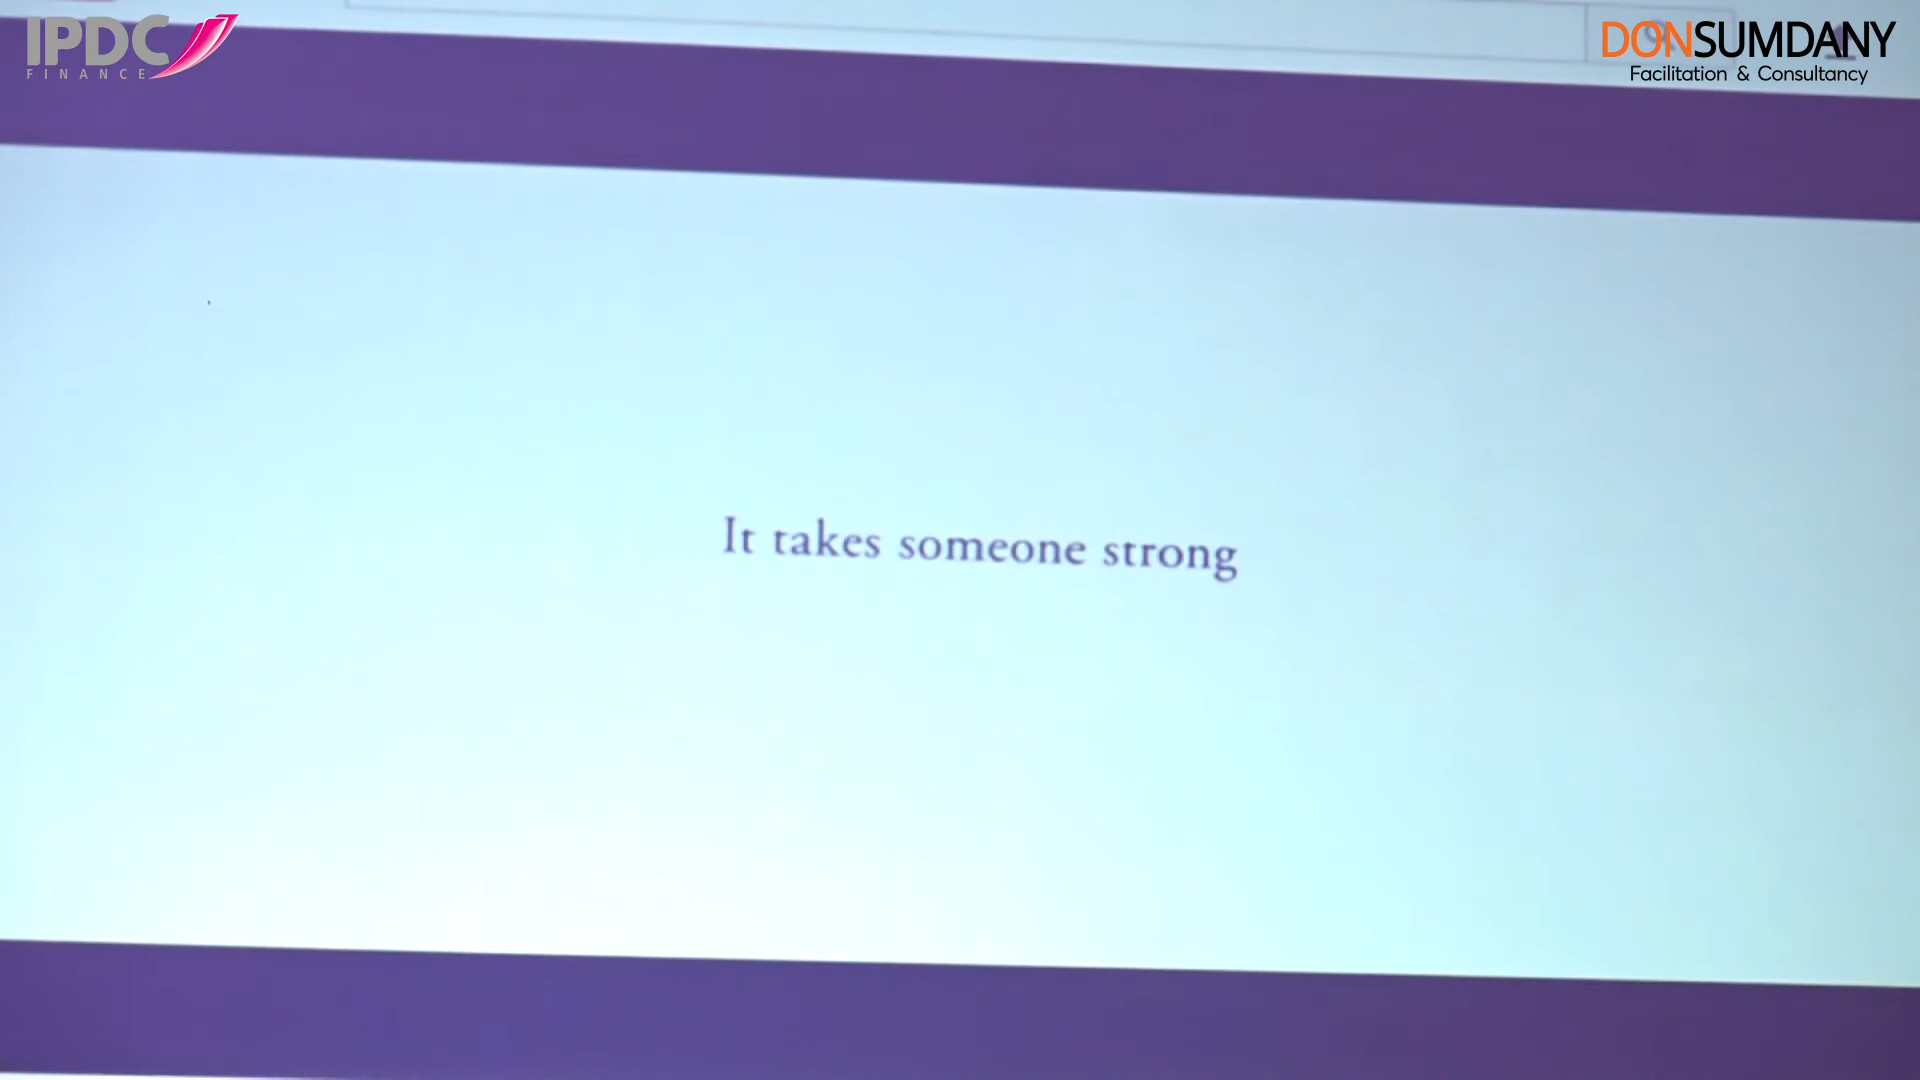 IPDC
FINANCE
DONSUMDANY
Facilitation & Consultancy
It takes someone strong